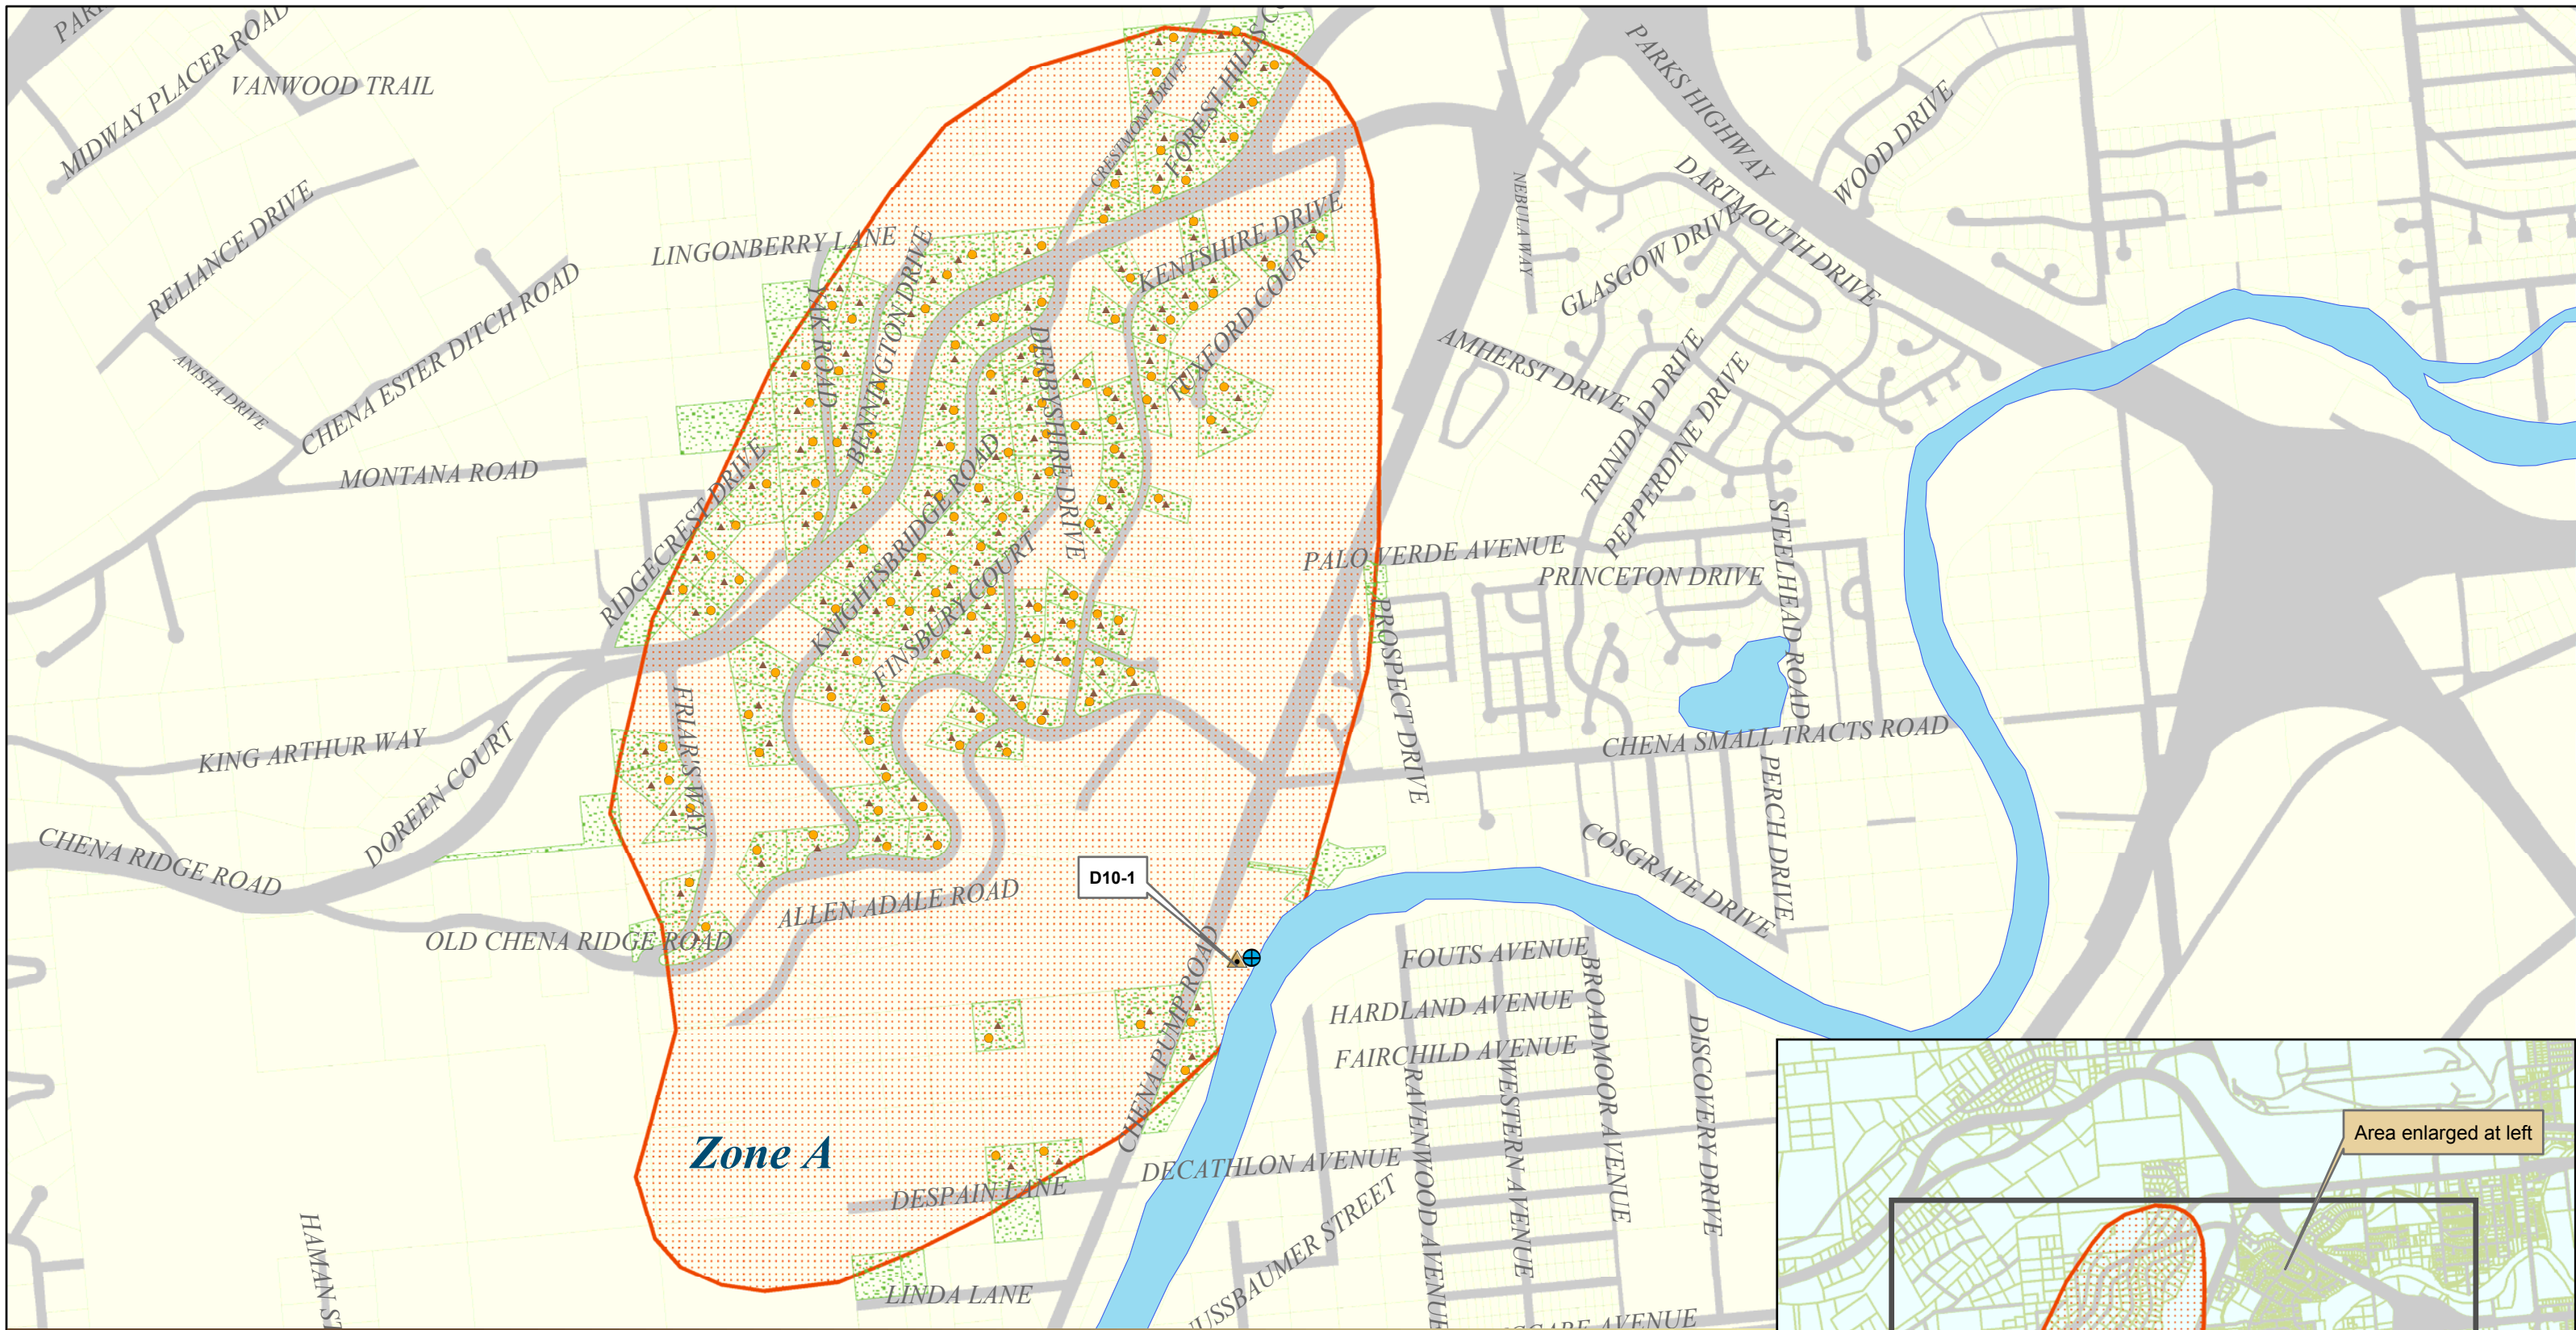 PARKS HIGHWAY
MIDWAY PLACER ROAD
VANWOOD TRAIL
CRESTMONT DRIVE
FOREST HILLS
NEBULA WAY
WOOD DRIVE
DARTMOUTH DRIVE
GLASGOW DRIVE
RELIANCE DRIVE
LINGONBERRY LANE
KENTSHIRE DRIVE
TUXFORD COURT
YAK ROAD
BENNINGTON DRIVE
DERBYSHIRE DRIVE
CHENA ESTER DITCH ROAD
ANISHA DRIVE
MONTANA ROAD
AMHERST DRIVE
TRINIDAD DRIVE
PEPPERDINE DRIVE
RIDGECREST DRIVE
KNIGHTSBRIDGE ROAD
FINSBURY COURT
PALO VERDE AVENUE
PRINCETON DRIVE
STEELHEAD ROAD
PROSPECT DRIVE
FRIAR'S WAY
KING ARTHUR WAY
DOREEN COURT
CHENA SMALL TRACTS ROAD
PERCH DRIVE
COSGRAVE DRIVE
CHENA RIDGE ROAD
D10-1
ALLEN ADALE ROAD
OLD CHENA RIDGE ROAD
CHENA PUMP ROAD
FOUTS AVENUE
HARDLAND AVENUE
FAIRCHILD AVENUE
BROADMOOR AVENUE
DISCOVERY DRIVE
RAVENWOOD AVENUE
WESTERN AVENUE
Zone A
DECATHLON AVENUE
DESPAIN LANE
LINDA LANE
Area enlarged at left